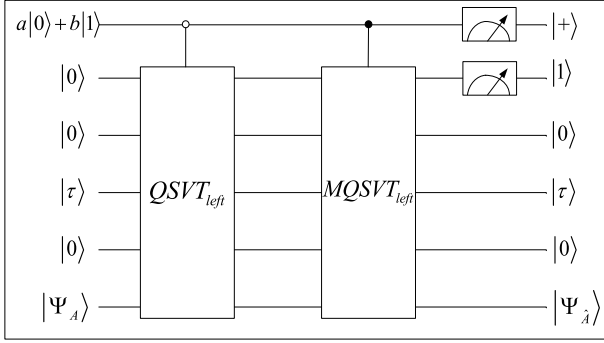 a|0⟩+b|1⟩ |+⟩
|0⟩ |1⟩
|0⟩ |0⟩
|τ⟩ QSVT_left MQSVT_left |τ⟩
|0⟩ |0⟩
|Ψ_A⟩ |Ψ_Â⟩